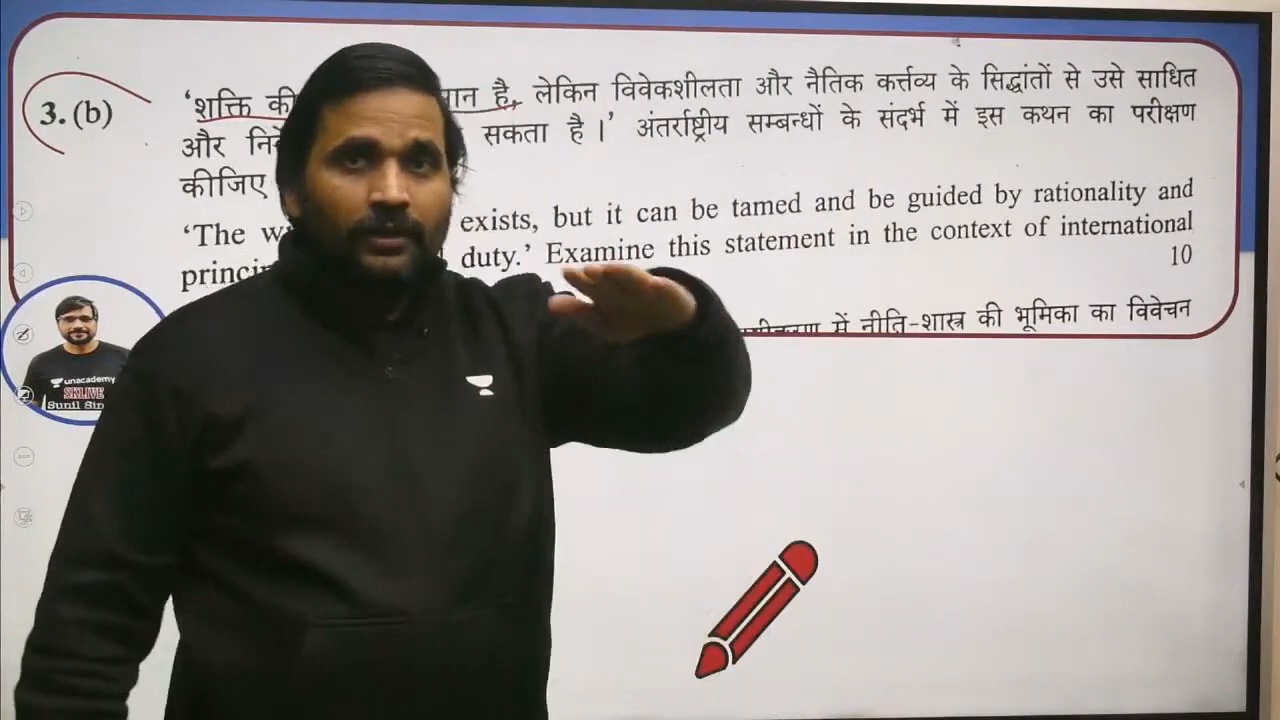 3. (b)
‘शक्ति की ... है, लेकिन विवेकशीलता और नैतिक कर्त्तव्य के सिद्धांतों से उसे साधित
और ... सकता है ।’ अंतर्राष्ट्रीय सम्बन्धों के संदर्भ में इस कथन का परीक्षण
कीजिए
‘The ... exists, but it can be tamed and be guided by rationality and
... duty.’ Examine this statement in the context of international
10
में नीति-शास्त्र की भूमिका का विवेचन
unacademy
SKLIVE
Sunil